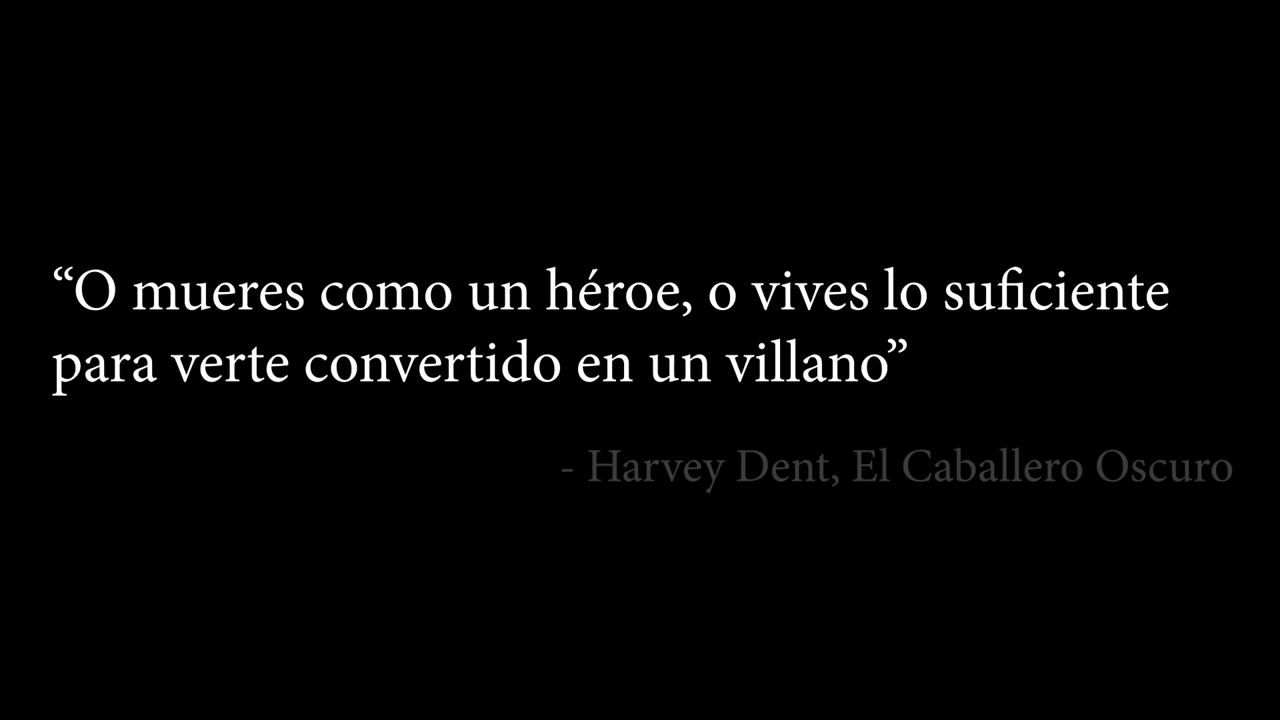 “O mueres como un héroe, o vives lo suficiente
para verte convertido en un villano”
- Harvey Dent, El Caballero Oscuro